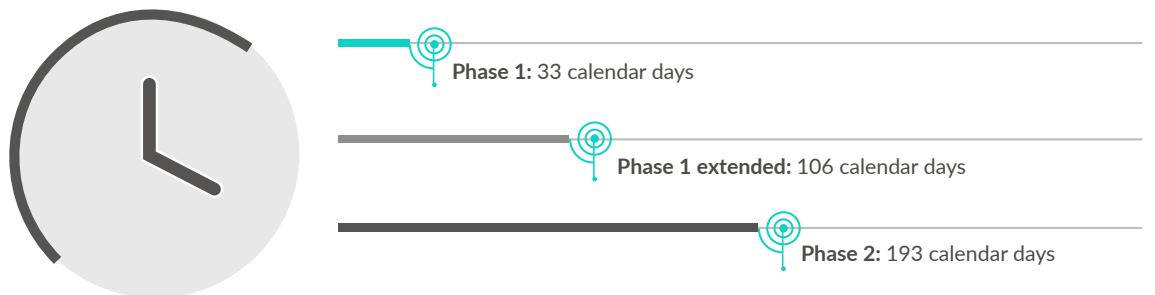 Phase 1: 33 calendar days
Phase 1 extended: 106 calendar days
Phase 2: 193 calendar days